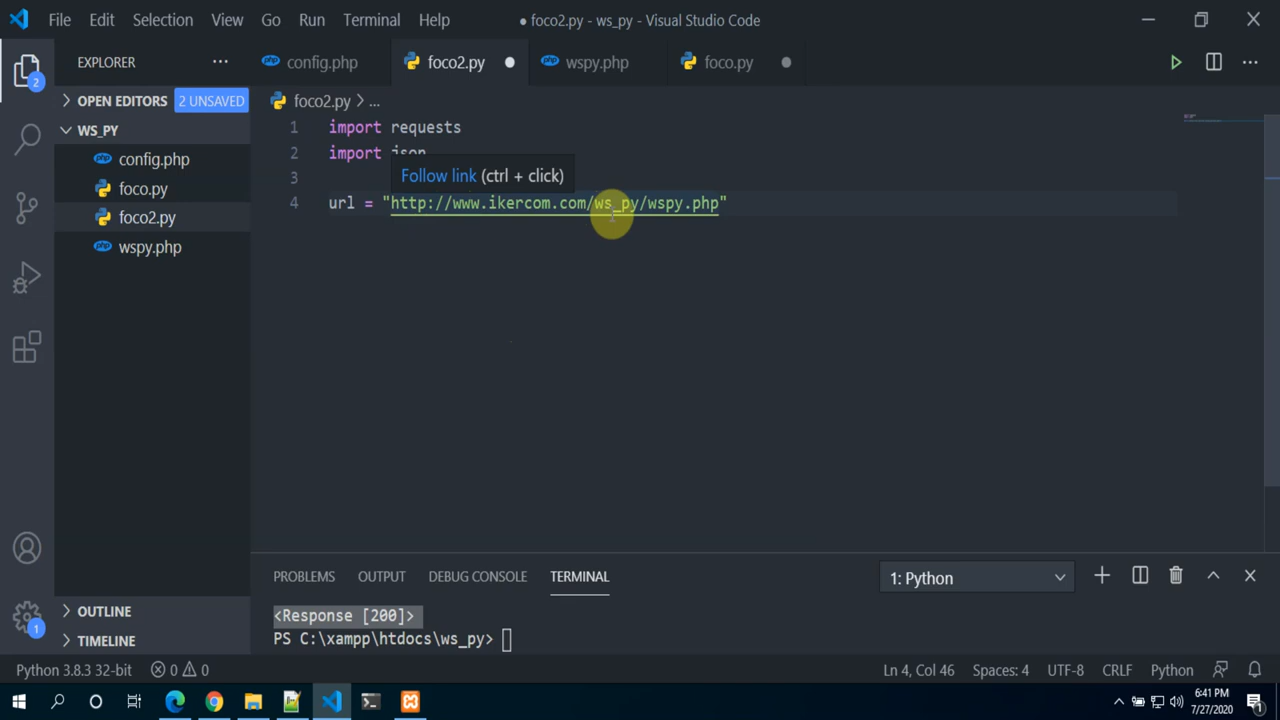 File Edit Selection View Go Run Terminal Help
● foco2.py - ws_py - Visual Studio Code
EXPLORER ...
config.php foco2.py wspy.php foco.py
OPEN EDITORS 2 UNSAVED
WS_PY
config.php
foco.py
foco2.py
wspy.php
OUTLINE
TIMELINE
foco2.py > ...
1 import requests
2 import json
Follow link (ctrl + click)
3
4 url = "http://www.ikercom.com/ws_py/wspy.php"
PROBLEMS OUTPUT DEBUG CONSOLE TERMINAL
1: Python
<Response [200]>
PS C:\xampp\htdocs\ws_py>
2
1
Python 3.8.3 32-bit 0 0
Ln 4, Col 46 Spaces: 4 UTF-8 CRLF Python
6:41 PM
7/27/2020
1